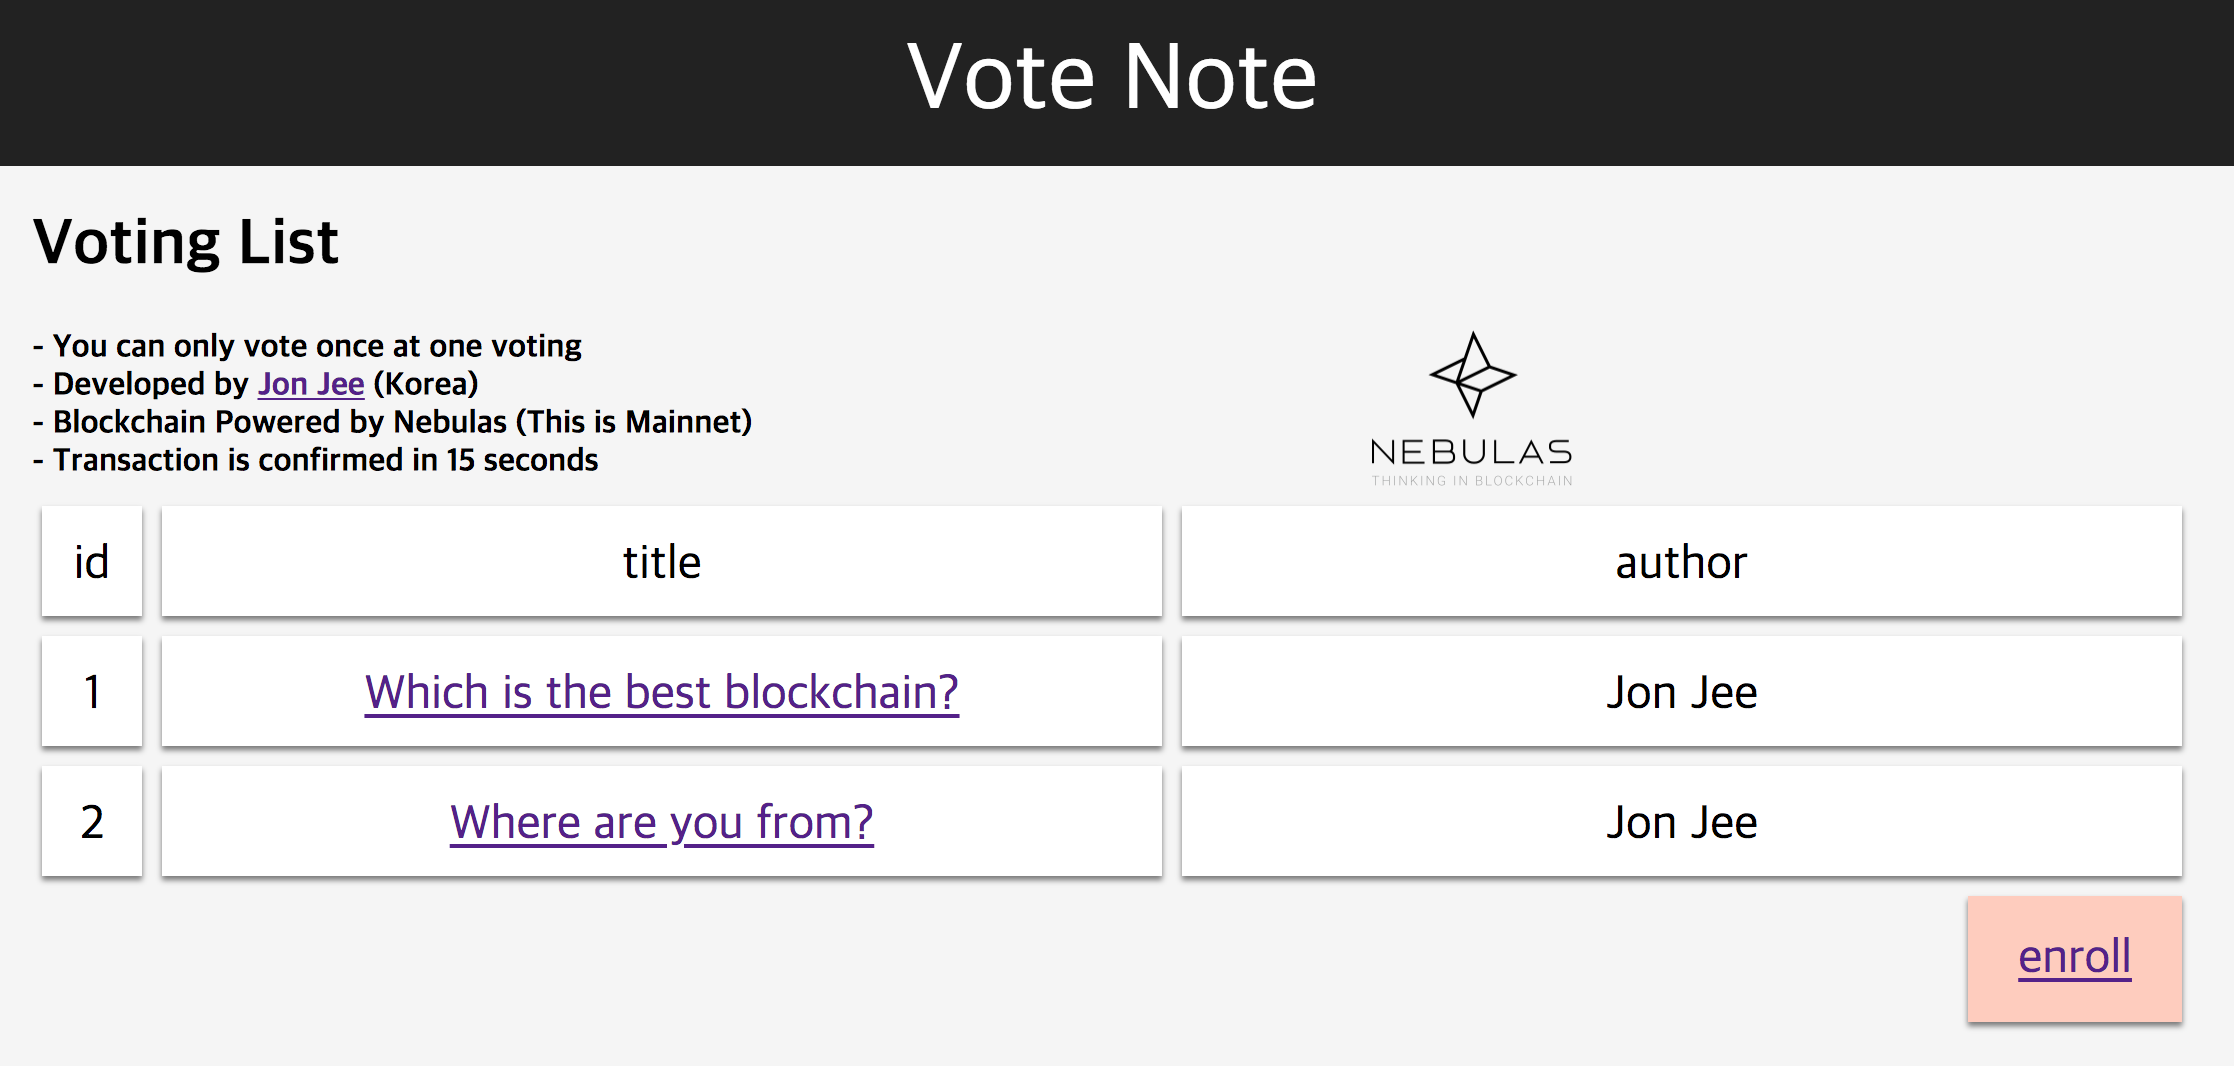 Vote Note
Voting List
- You can only vote once at one voting
- Developed by Jon Jee (Korea)
- Blockchain Powered by Nebulas (This is Mainnet)
- Transaction is confirmed in 15 seconds
NEBULAS
THINKING IN BLOCKCHAIN
id title author
1 Which is the best blockchain? Jon Jee
2 Where are you from? Jon Jee
enroll